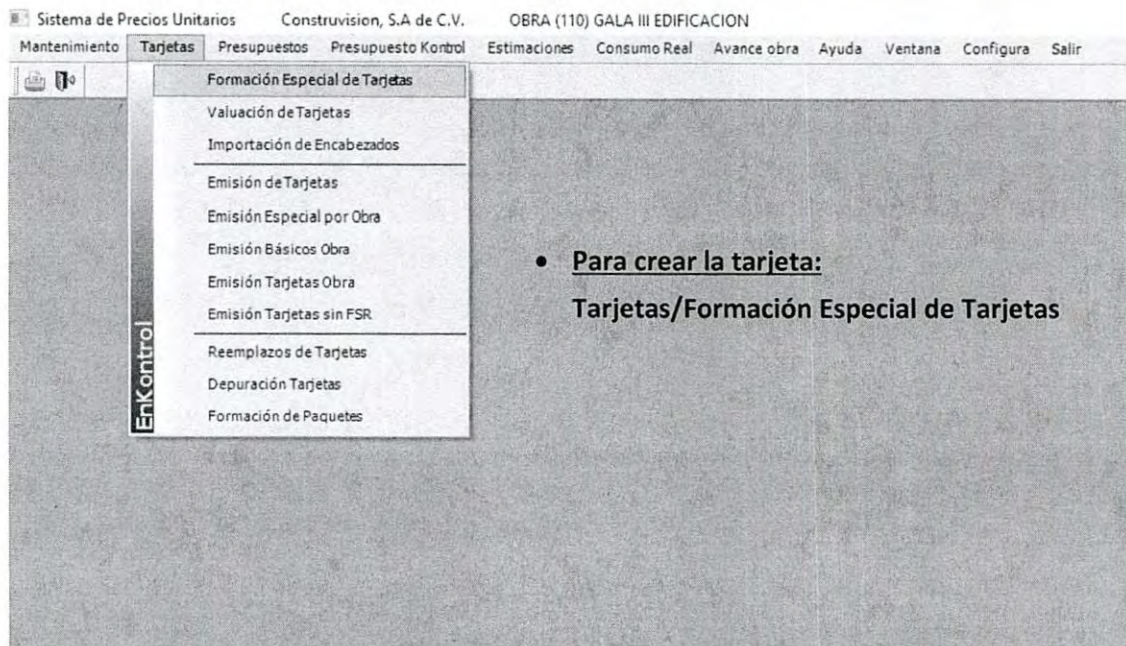 Sistema de Precios Unitarios Construvision, S.A de C.V. OBRA (110) GALA III EDIFICACION
Mantenimiento Tarjetas Presupuestos Presupuesto Kontrol Estimaciones Consumo Real Avance obra Ayuda Ventana Configura Salir
Formación Especial de Tarjetas
Valuación de Tarjetas
Importación de Encabezados
Emisión de Tarjetas
Emisión Especial por Obra
Emisión Básicos Obra
Emisión Tarjetas Obra
Emisión Tarjetas sin FSR
Reemplazos de Tarjetas
Depuración Tarjetas
Formación de Paquetes
EnKontrol
• Para crear la tarjeta:
Tarjetas/Formación Especial de Tarjetas